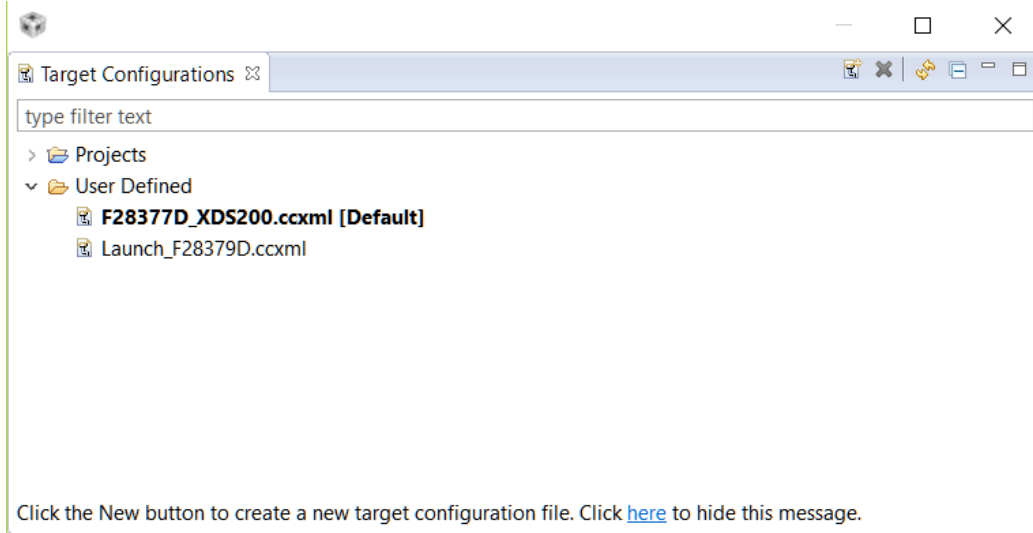 Target Configurations
type filter text
Projects
User Defined
F28377D_XDS200.ccxml [Default]
Launch_F28379D.ccxml
Click the New button to create a new target configuration file. Click here to hide this message.